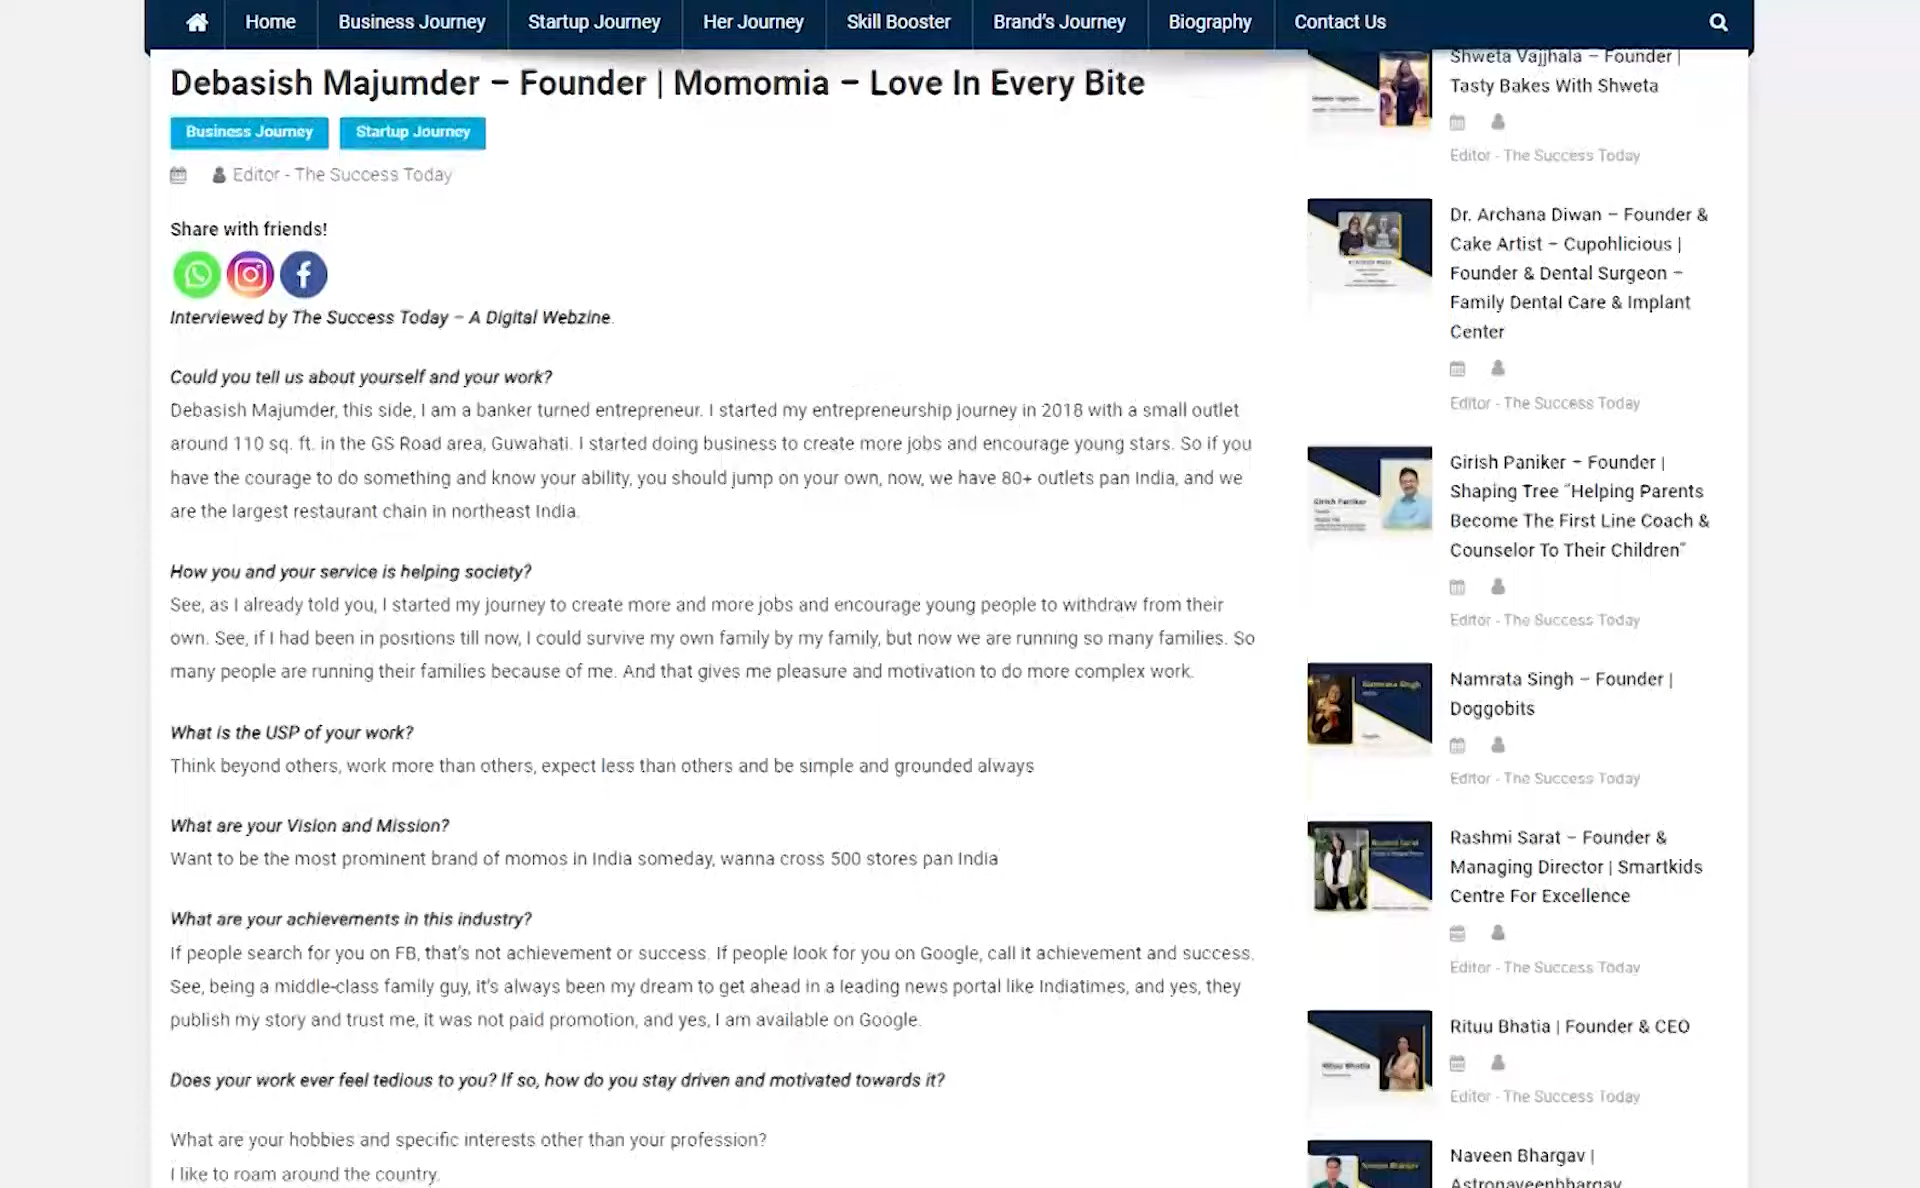 Home
Business Journey
Startup Journey
Her Journey
Skill Booster
Brand's Journey
Biography
Contact Us
Debasish Majumder – Founder | Momomia – Love In Every Bite
Business Journey
Startup Journey
Editor - The Success Today
Share with friends!
Interviewed by The Success Today – A Digital Webzine.
Could you tell us about yourself and your work?
Debasish Majumder, this side, I am a banker turned entrepreneur. I started my entrepreneurship journey in 2018 with a small outlet
around 110 sq. ft. in the GS Road area, Guwahati. I started doing business to create more jobs and encourage young stars. So if you
have the courage to do something and know your ability, you should jump on your own, now, we have 80+ outlets pan India, and we
are the largest restaurant chain in northeast India.
How you and your service is helping society?
See, as I already told you, I started my journey to create more and more jobs and encourage young people to withdraw from their
own. See, if I had been in positions till now, I could survive my own family by my family, but now we are running so many families. So
many people are running their families because of me. And that gives me pleasure and motivation to do more complex work.
What is the USP of your work?
Think beyond others, work more than others, expect less than others and be simple and grounded always
What are your Vision and Mission?
Want to be the most prominent brand of momos in India someday, wanna cross 500 stores pan India
What are your achievements in this industry?
If people search for you on FB, that's not achievement or success. If people look for you on Google, call it achievement and success.
See, being a middle-class family guy, it's always been my dream to get ahead in a leading news portal like Indiatimes, and yes, they
publish my story and trust me, it was not paid promotion, and yes, I am available on Google.
Does your work ever feel tedious to you? If so, how do you stay driven and motivated towards it?
What are your hobbies and specific interests other than your profession?
I like to roam around the country.
Shweta Vajjhala – Founder |
Tasty Bakes With Shweta
Editor - The Success Today
Dr. Archana Diwan – Founder &
Cake Artist – Cupohlicious |
Founder & Dental Surgeon –
Family Dental Care & Implant
Center
Editor - The Success Today
Girish Paniker
Girish Paniker – Founder |
Shaping Tree "Helping Parents
Become The First Line Coach &
Counselor To Their Children"
Editor - The Success Today
Namrata Singh – Founder |
Doggobits
Editor - The Success Today
Rashmi Sarat – Founder &
Managing Director | Smartkids
Centre For Excellence
Editor - The Success Today
Rituu Bhatia
Rituu Bhatia | Founder & CEO
Editor - The Success Today
Naveen Bhargav |
Astronaveenbhargav